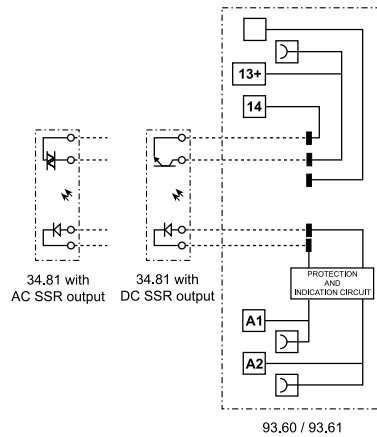 13+
14
34.81 with
AC SSR output
34.81 with
DC SSR output
PROTECTION
AND
INDICATION CIRCUIT
A1
A2
93.60 / 93.61